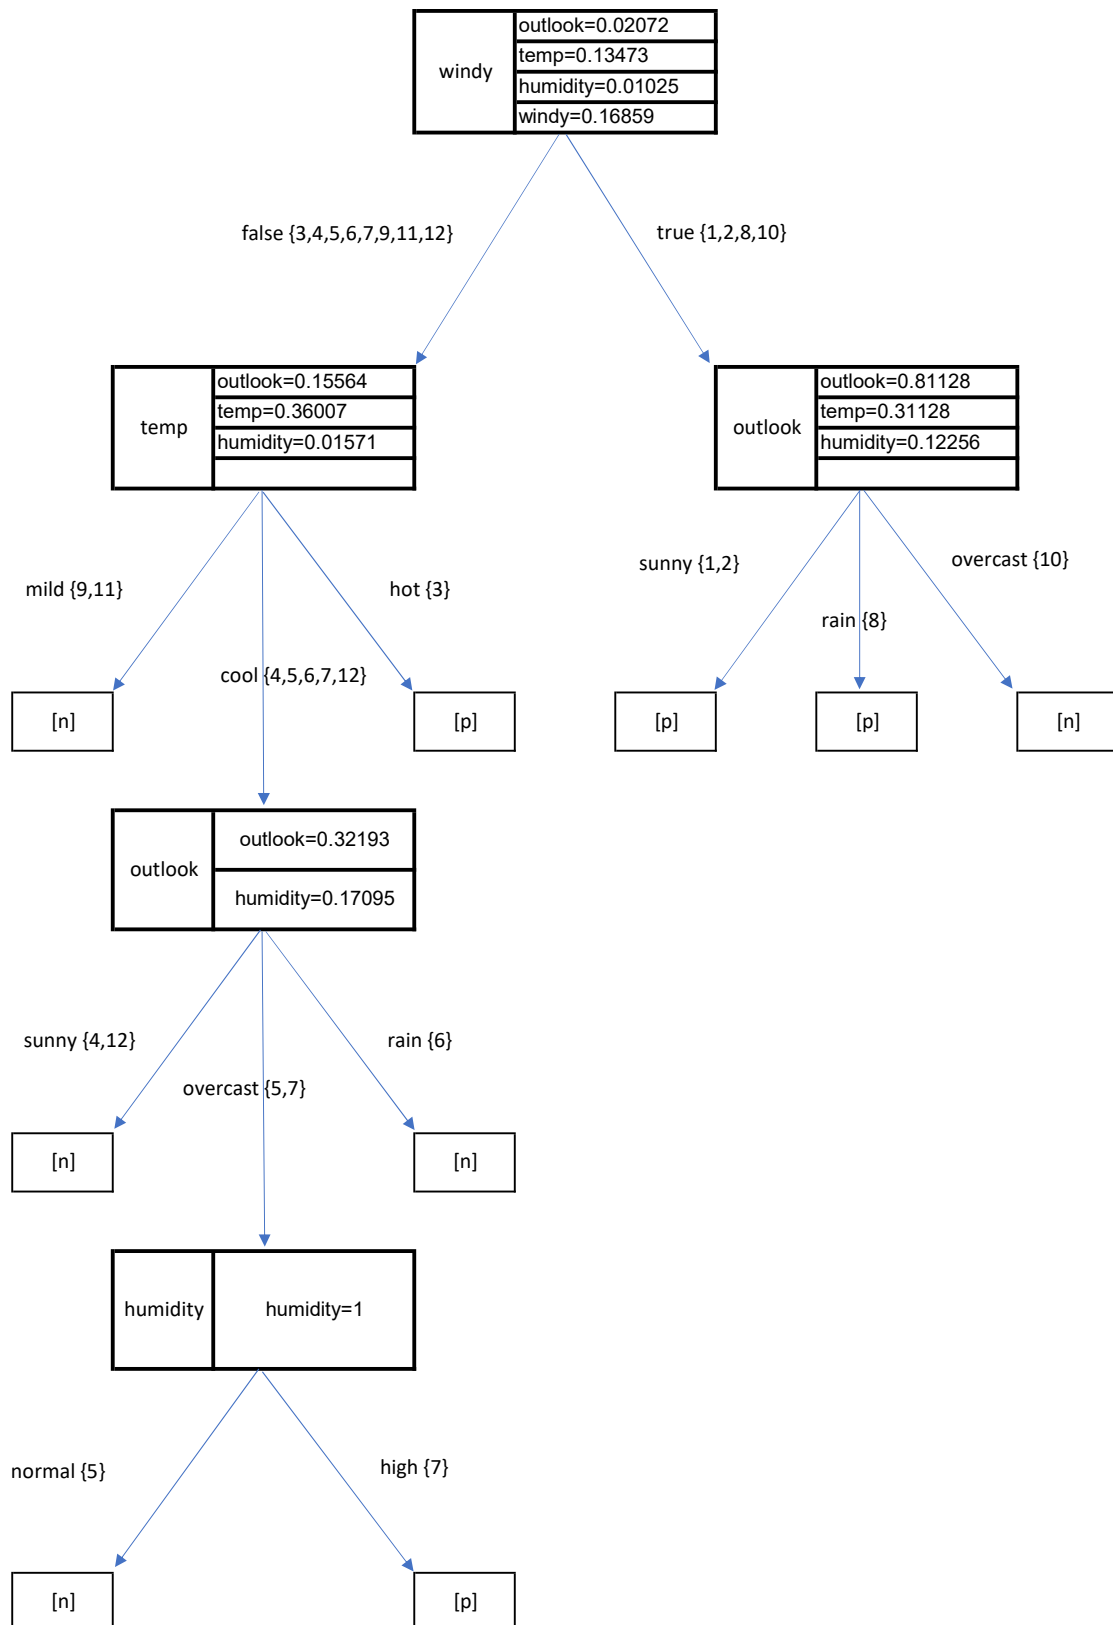 windy
outlook=0.02072
temp=0.13473
humidity=0.01025
windy=0.16859
false {3,4,5,6,7,9,11,12}
true {1,2,8,10}
temp
outlook=0.15564
temp=0.36007
humidity=0.01571
outlook
outlook=0.81128
temp=0.31128
humidity=0.12256
mild {9,11}
cool {4,5,6,7,12}
hot {3}
sunny {1,2}
rain {8}
overcast {10}
[n]
[p]
[p]
[p]
[n]
outlook
outlook=0.32193
humidity=0.17095
sunny {4,12}
overcast {5,7}
rain {6}
[n]
[n]
humidity
humidity=1
normal {5}
high {7}
[n]
[p]